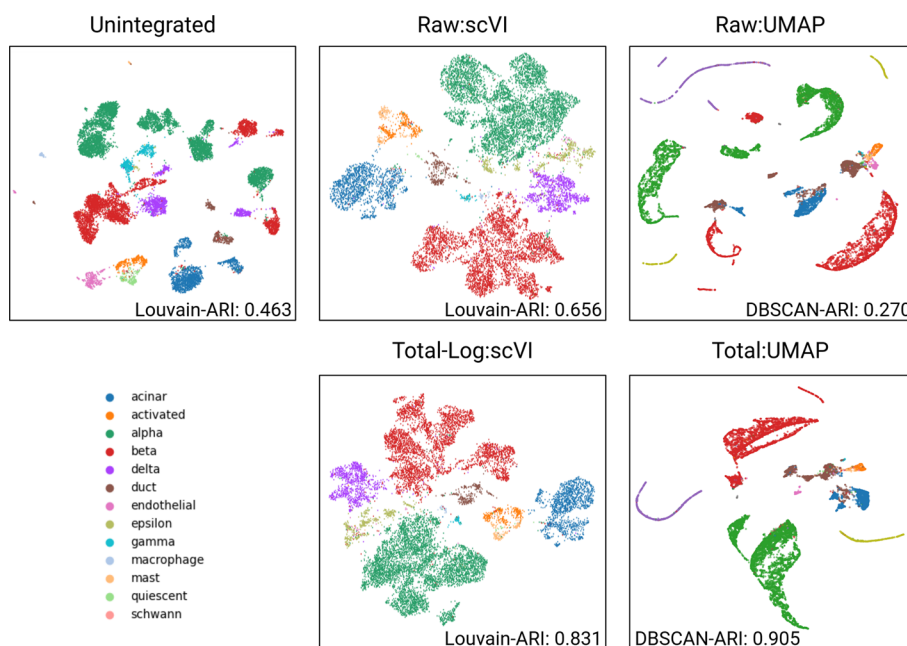 Unintegrated
Raw:scVI
Raw:UMAP
Louvain-ARI: 0.463
Louvain-ARI: 0.656
DBSCAN-ARI: 0.270
Total-Log:scVI
Total:UMAP
acinar
activated
alpha
beta
delta
duct
endothelial
epsilon
gamma
macrophage
mast
quiescent
schwann
Louvain-ARI: 0.831
DBSCAN-ARI: 0.905